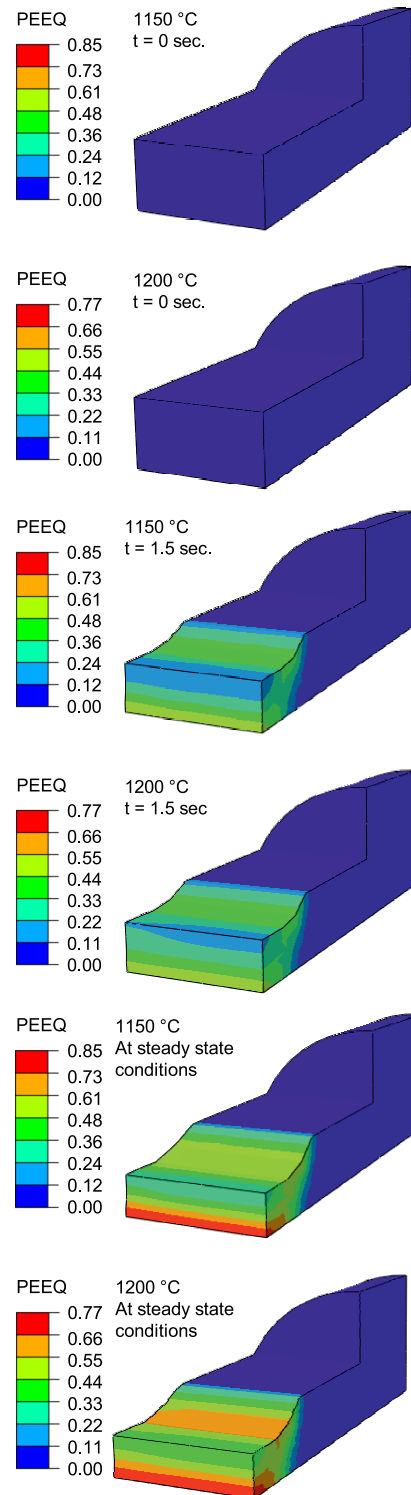 PEEQ
1150 °C
t = 0 sec.
0.85
0.73
0.61
0.48
0.36
0.24
0.12
0.00
PEEQ
1200 °C
t = 0 sec.
0.77
0.66
0.55
0.44
0.33
0.22
0.11
0.00
PEEQ
1150 °C
t = 1.5 sec.
0.85
0.73
0.61
0.48
0.36
0.24
0.12
0.00
PEEQ
1200 °C
t = 1.5 sec
0.77
0.66
0.55
0.44
0.33
0.22
0.11
0.00
PEEQ
1150 °C
At steady state
conditions
0.85
0.73
0.61
0.48
0.36
0.24
0.12
0.00
PEEQ
1200 °C
At steady state
conditions
0.77
0.66
0.55
0.44
0.33
0.22
0.11
0.00